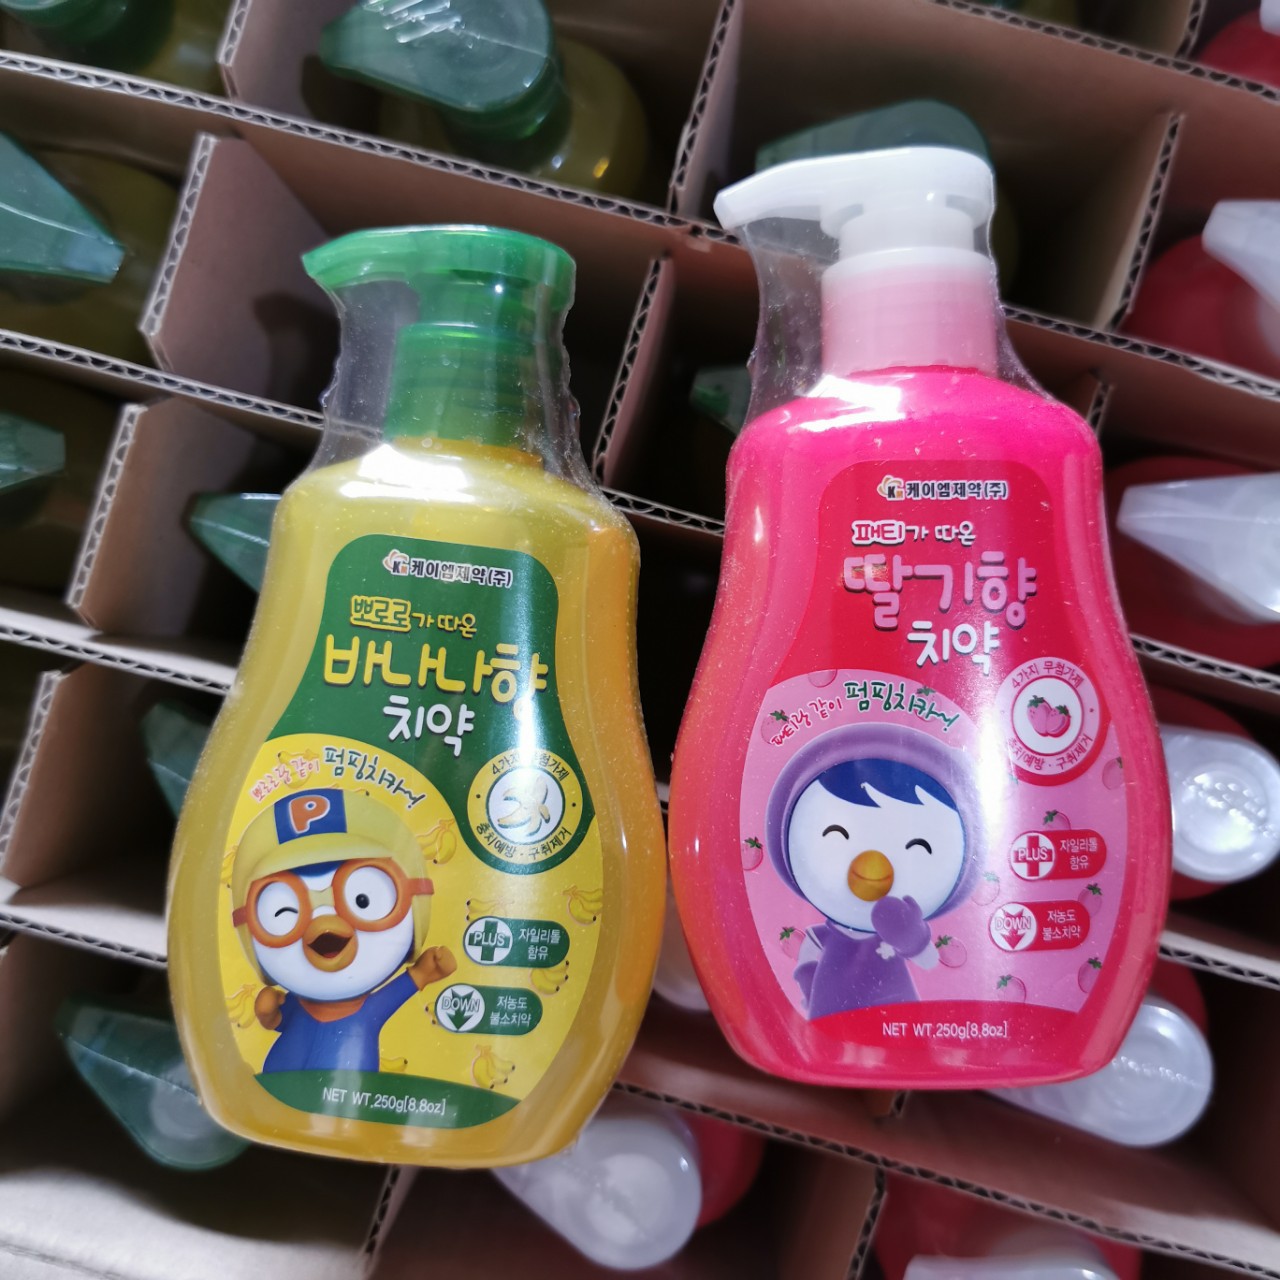 KM 케이엠제약(주)
뽀로로가 따온
바나나향
치약
4가지 무첨가제
충치예방 · 구취제거
뽀로로랑 같이 펌핑치카~!
P
PLUS 자일리톨
함유
DOWN 저농도
불소치약
NET WT.250g[8.8oz]
KM 케이엠제약(주)
패티가 따온
딸기향
치약
4가지 무첨가제
충치예방 · 구취제거
패티랑 같이 펌핑치카~!
PLUS 자일리톨
함유
DOWN 저농도
불소치약
NET WT.250g[8.8oz]